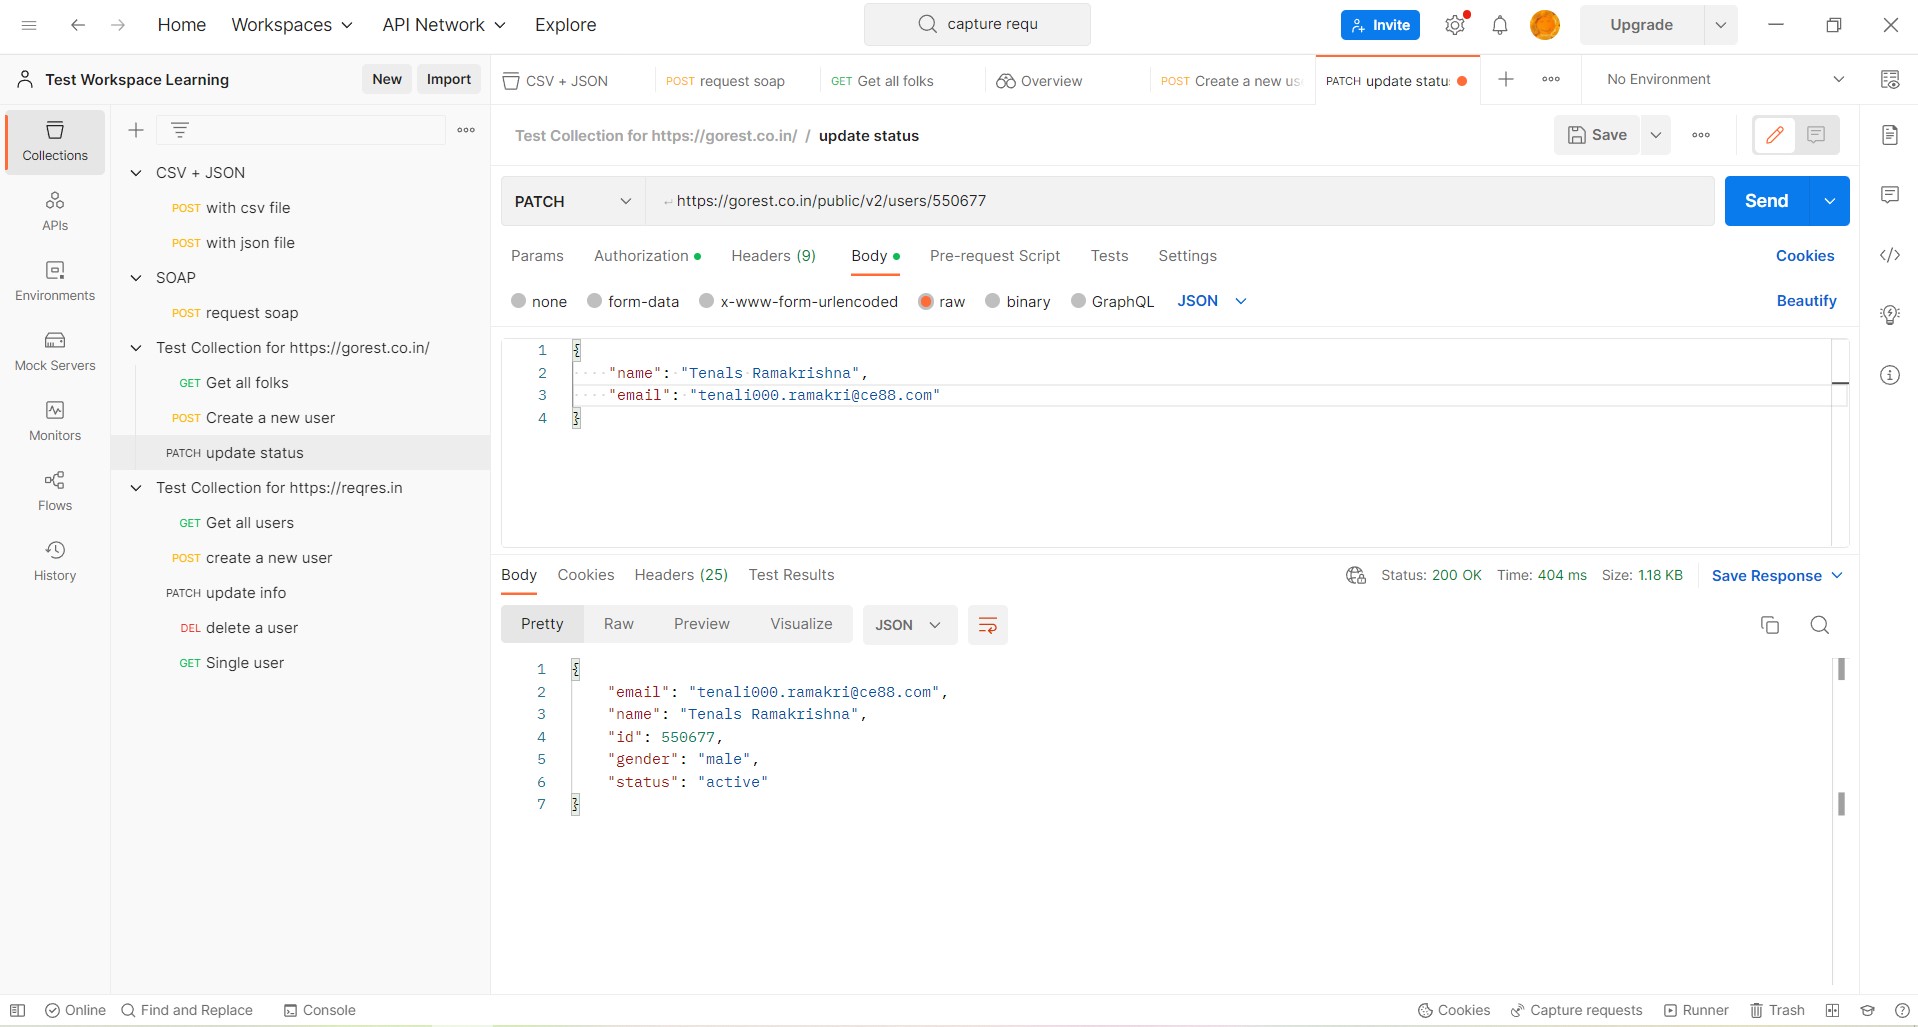 Home Workspaces API Network Explore capture requ Invite Upgrade
Test Workspace Learning New Import CSV + JSON POST request soap GET Get all folks Overview POST Create a new us PATCH update statu No Environment
Test Collection for https://gorest.co.in/ / update status Save
Collections
APIs
Environments
Mock Servers
Monitors
Flows
History
CSV + JSON
POST with csv file
POST with json file
SOAP
POST request soap
Test Collection for https://gorest.co.in/
GET Get all folks
POST Create a new user
PATCH update status
Test Collection for https://reqres.in
GET Get all users
POST create a new user
PATCH update info
DEL delete a user
GET Single user
PATCH https://gorest.co.in/public/v2/users/550677 Send
Params Authorization Headers (9) Body Pre-request Script Tests Settings Cookies
none form-data x-www-form-urlencoded raw binary GraphQL JSON Beautify
1 {
2 "name": "Tenals Ramakrishna",
3 "email": "tenali000.ramakri@ce88.com"
4 }
Body Cookies Headers (25) Test Results Status: 200 OK Time: 404 ms Size: 1.18 KB Save Response
Pretty Raw Preview Visualize JSON
1 {
2 "email": "tenali000.ramakri@ce88.com",
3 "name": "Tenals Ramakrishna",
4 "id": 550677,
5 "gender": "male",
6 "status": "active"
7 }
Online Find and Replace Console Cookies Capture requests Runner Trash